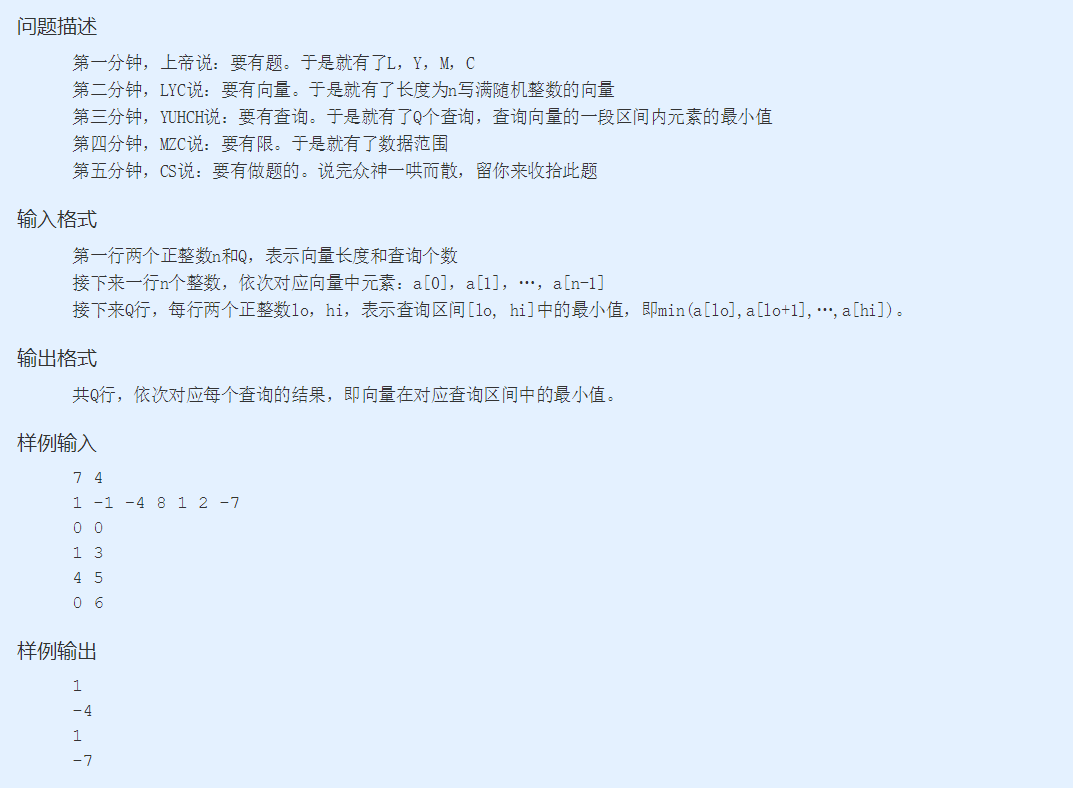 问题描述
第一分钟，上帝说：要有题。于是就有了L，Y，M，C
第二分钟，LYC说：要有向量。于是就有了长度为n写满随机整数的向量
第三分钟，YUHCH说：要有查询。于是就有了Q个查询，查询向量的一段区间内元素的最小值
第四分钟，MZC说：要有限。于是就有了数据范围
第五分钟，CS说：要有做题的。说完众神一哄而散，留你来收拾此题
输入格式
第一行两个正整数n和Q，表示向量长度和查询个数
接下来一行n个整数，依次对应向量中元素：a[0]，a[1]，…，a[n-1]
接下来Q行，每行两个正整数lo，hi，表示查询区间[lo, hi]中的最小值，即min(a[lo],a[lo+1],…,a[hi])。
输出格式
共Q行，依次对应每个查询的结果，即向量在对应查询区间中的最小值。
样例输入
7 4
1 -1 -4 8 1 2 -7
0 0
1 3
4 5
0 6
样例输出
1
-4
1
-7